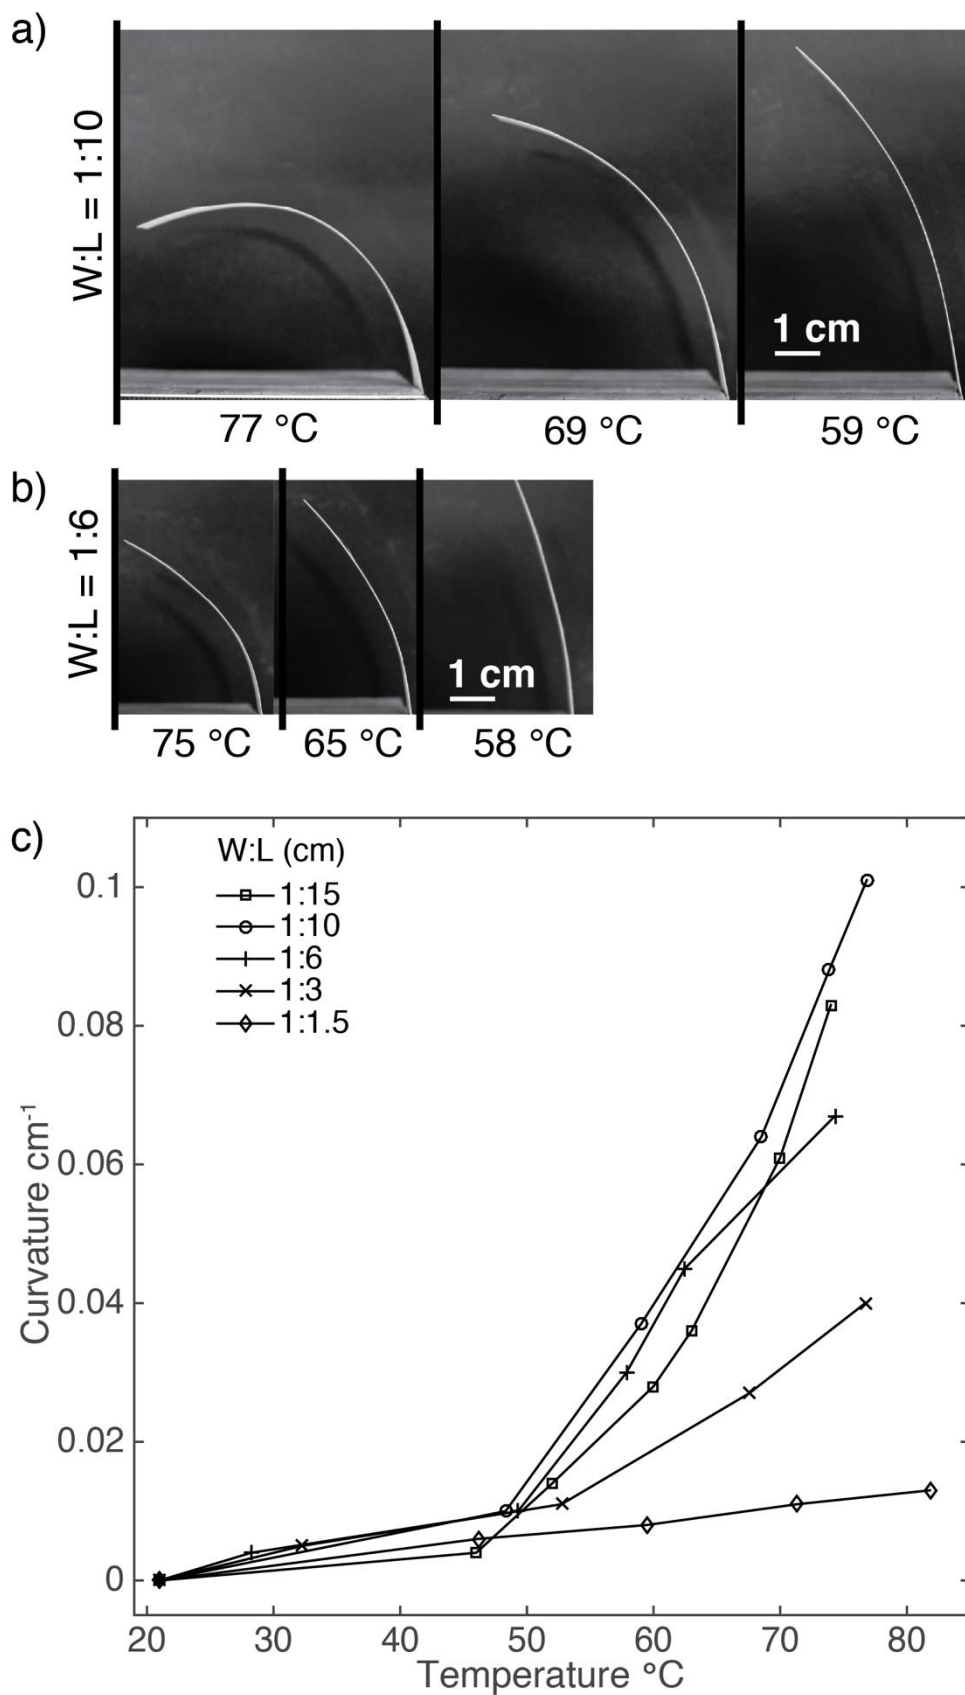 a)
W:L = 1:10
1 cm
77 °C
69 °C
59 °C
b)
W:L = 1:6
1 cm
75 °C
65 °C
58 °C
c)
W:L (cm)
1:15
1:10
1:6
1:3
1:1.5
0.1
0.08
0.06
0.04
0.02
0
Curvature cm⁻¹
20 30 40 50 60 70 80
Temperature °C